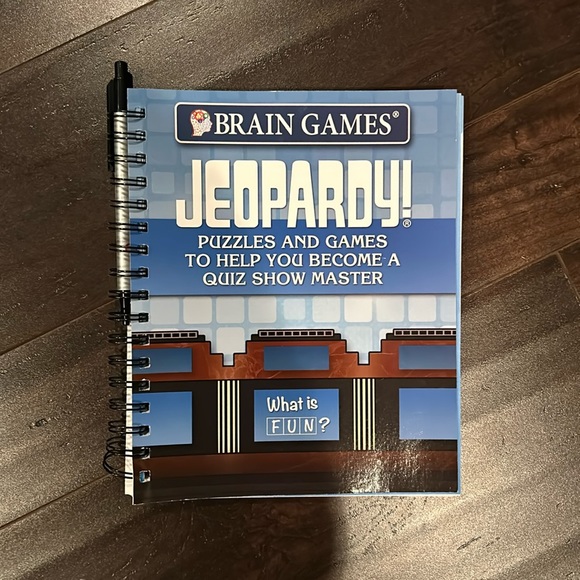 BRAIN GAMES®
JEOPARDY!®
PUZZLES AND GAMES
TO HELP YOU BECOME A
QUIZ SHOW MASTER
What is
FUN?